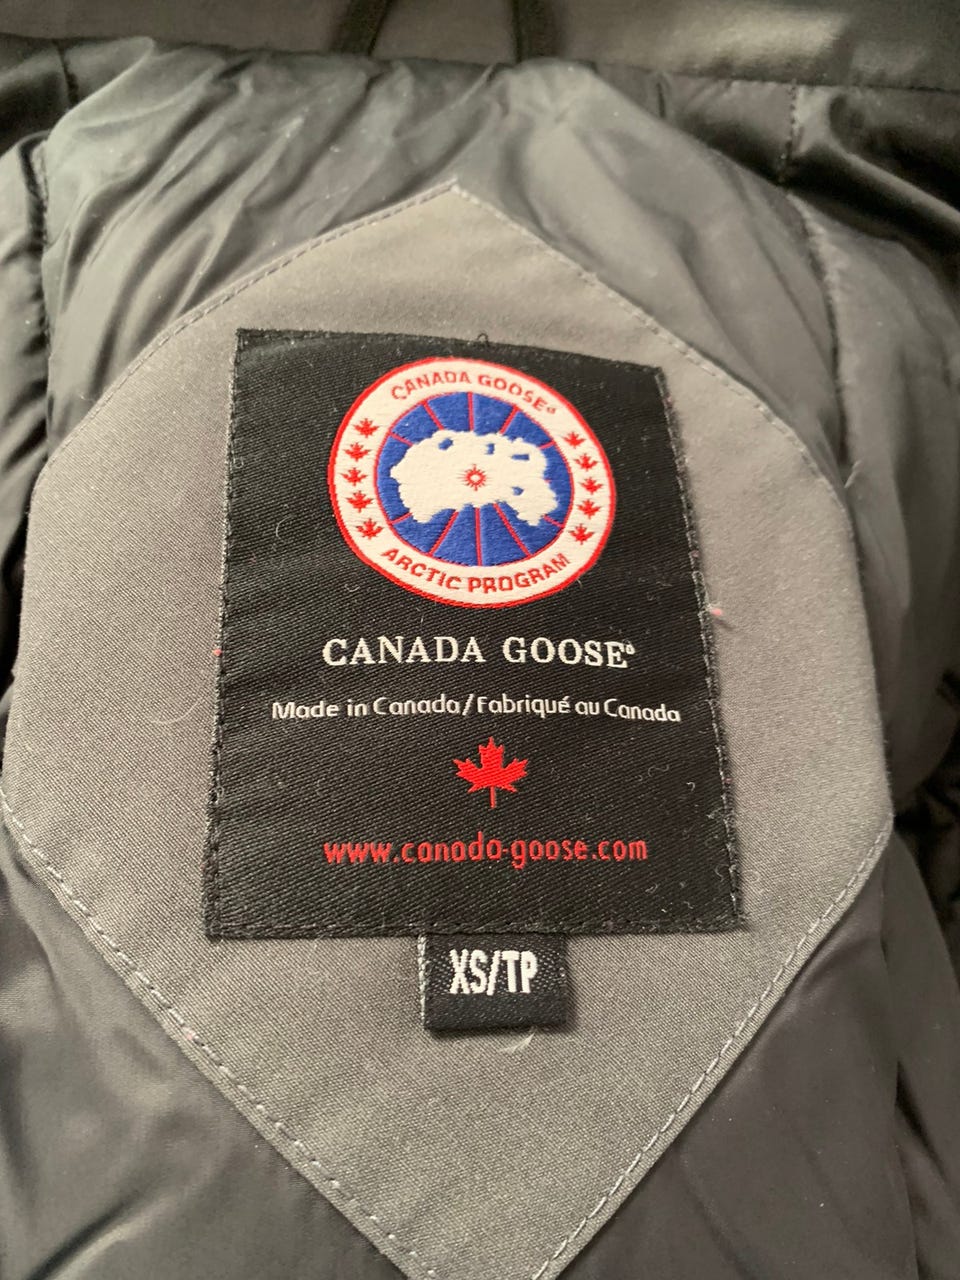 CANADA GOOSE®
ARCTIC PROGRAM
CANADA GOOSE®
Made in Canada/Fabriqué au Canada
www.canada-goose.com
XS/TP